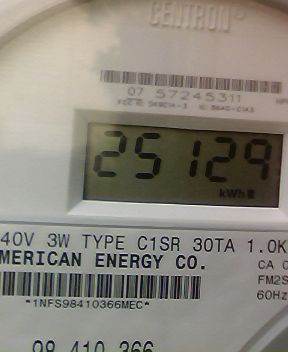 CENTRON®
07 57245311
25129
kWh
40V 3W TYPE C1SR 30TA 1.0K
MERICAN ENERGY CO.
CA 0
FM2S
*1NFS98410366MEC*
60Hz
98 410 366